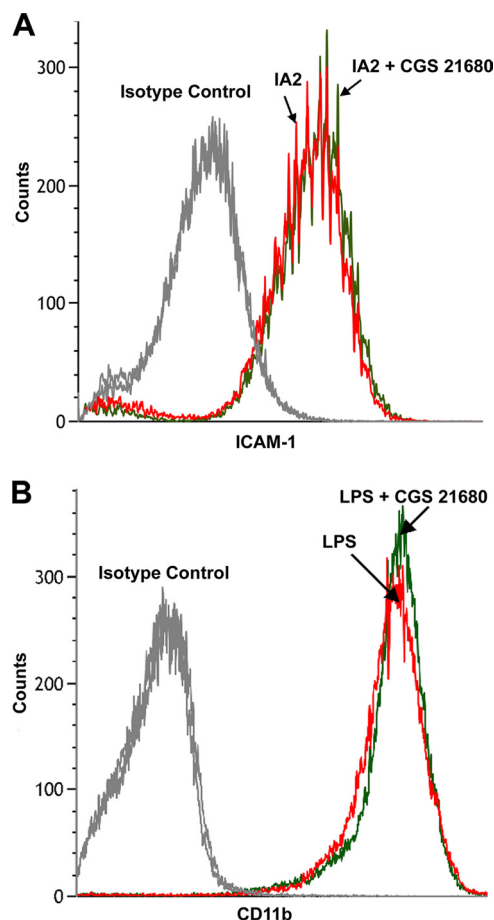 A
300
200
100
0
Counts
Isotype Control
IA2
IA2 + CGS 21680
ICAM-1
B
300
200
100
0
Counts
Isotype Control
LPS + CGS 21680
LPS
CD11b